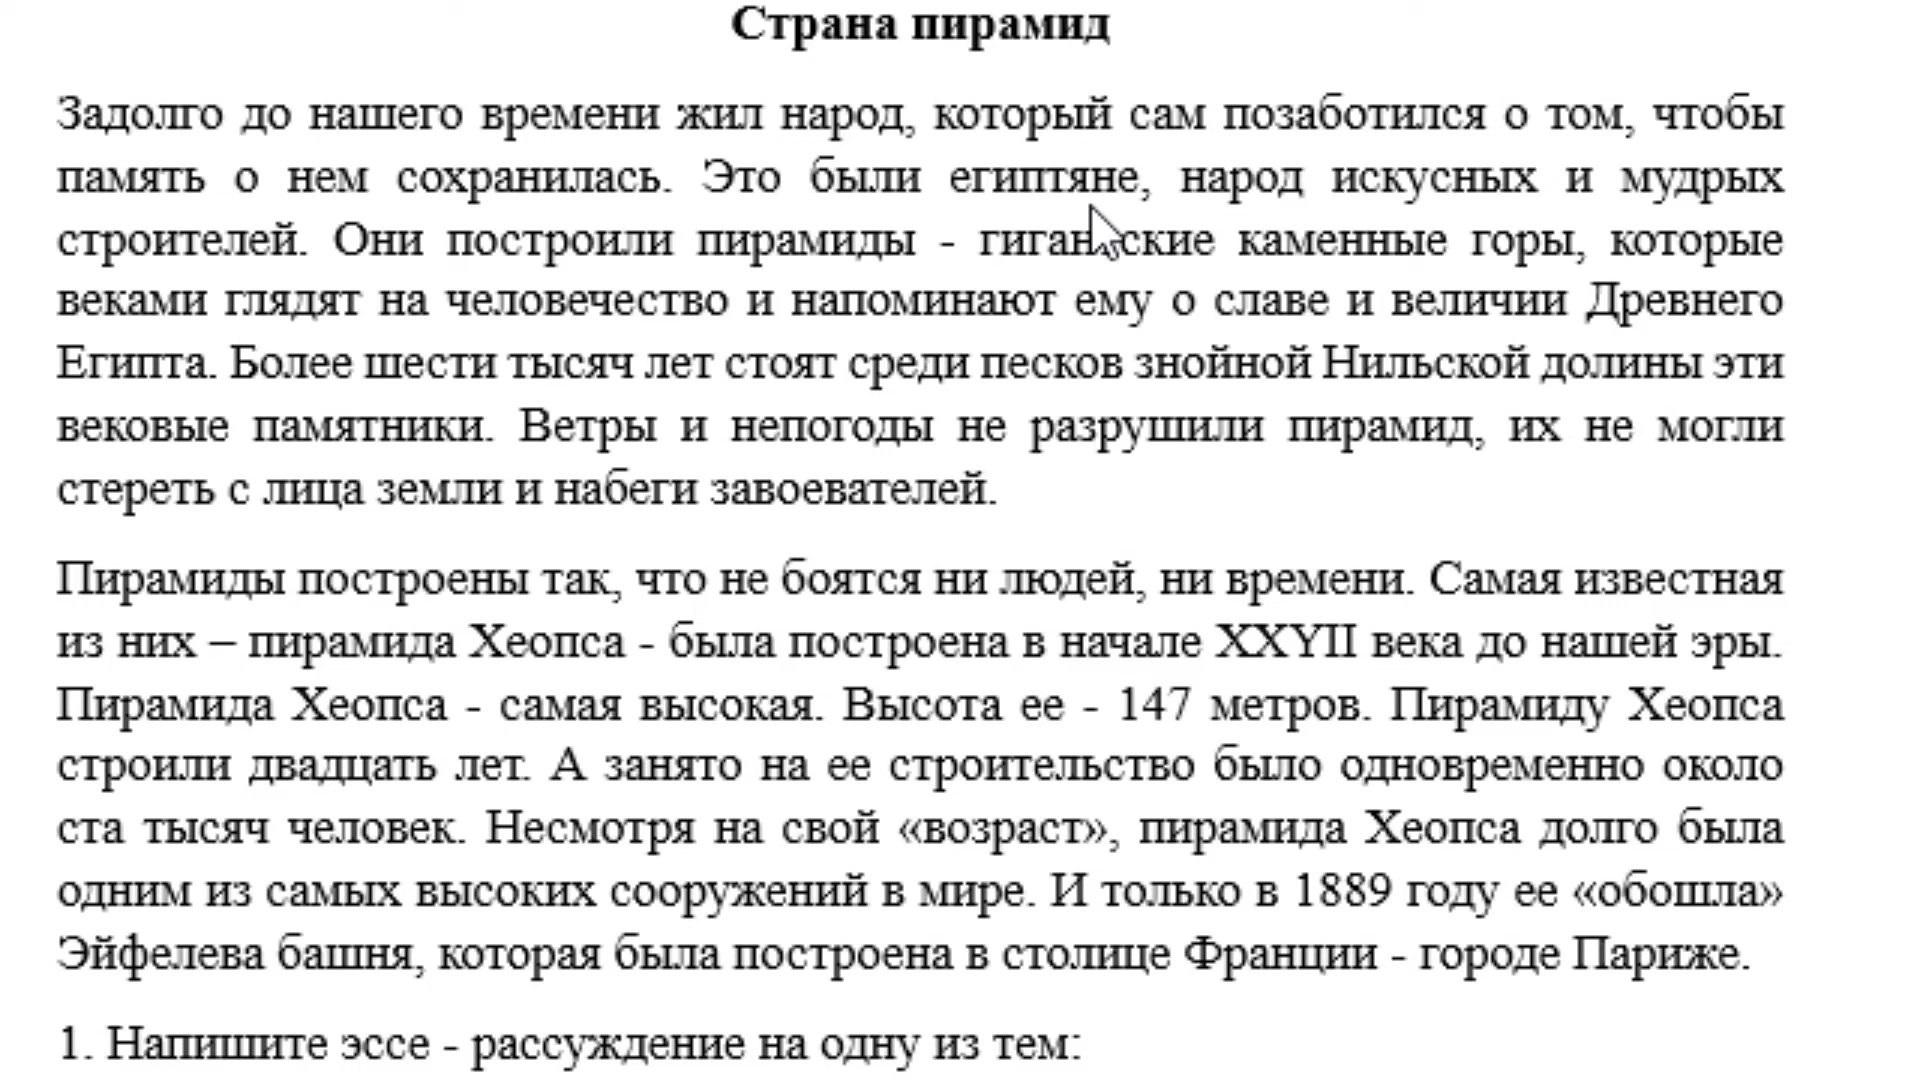 Страна пирамид
Задолго до нашего времени жил народ, который сам позаботился о том, чтобы
память о нем сохранилась. Это были египтяне, народ искусных и мудрых
строителей. Они построили пирамиды - гигантские каменные горы, которые
веками глядят на человечество и напоминают ему о славе и величии Древнего
Египта. Более шести тысяч лет стоят среди песков знойной Нильской долины эти
вековые памятники. Ветры и непогоды не разрушили пирамид, их не могли
стереть с лица земли и набеги завоевателей.
Пирамиды построены так, что не боятся ни людей, ни времени. Самая известная
из них – пирамида Хеопса - была построена в начале XXYII века до нашей эры.
Пирамида Хеопса - самая высокая. Высота ее - 147 метров. Пирамиду Хеопса
строили двадцать лет. А занято на ее строительство было одновременно около
ста тысяч человек. Несмотря на свой «возраст», пирамида Хеопса долго была
одним из самых высоких сооружений в мире. И только в 1889 году ее «обошла»
Эйфелева башня, которая была построена в столице Франции - городе Париже.
1. Напишите эссе - рассуждение на одну из тем: